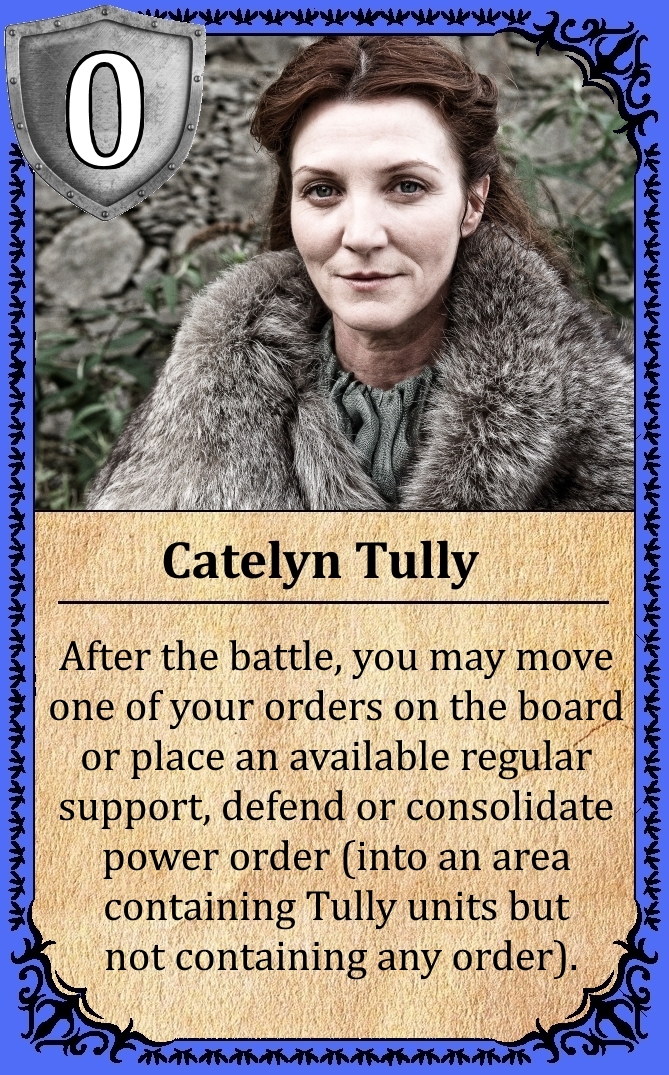 0
Catelyn Tully
After the battle, you may move
one of your orders on the board
or place an available regular
support, defend or consolidate
power order (into an area
containing Tully units but
not containing any order).